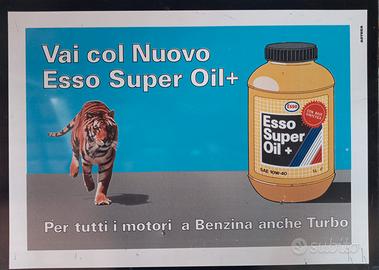 Vai col Nuovo
Esso Super Oil+
Esso
Esso
Super
Oil +
SAE 10W-40
Per tutti i motori a Benzina anche Turbo
subito